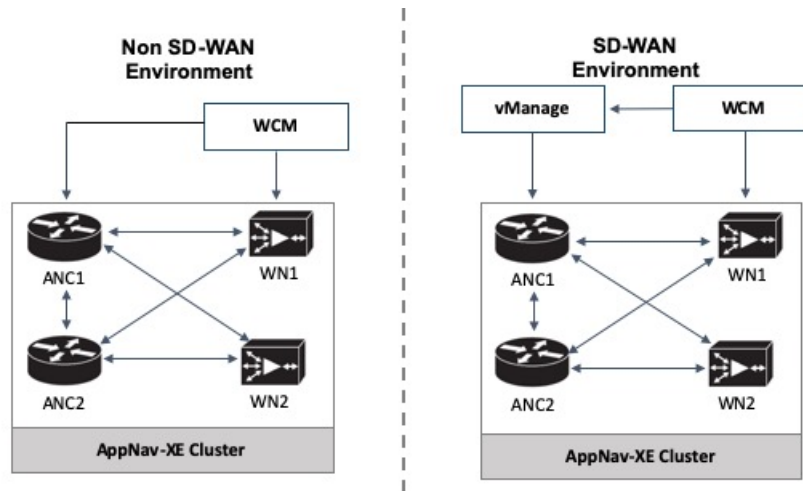 Non SD-WAN
Environment
WCM
ANC1
WN1
ANC2
WN2
AppNav-XE Cluster
SD-WAN
Environment
vManage
WCM
ANC1
WN1
ANC2
WN2
AppNav-XE Cluster